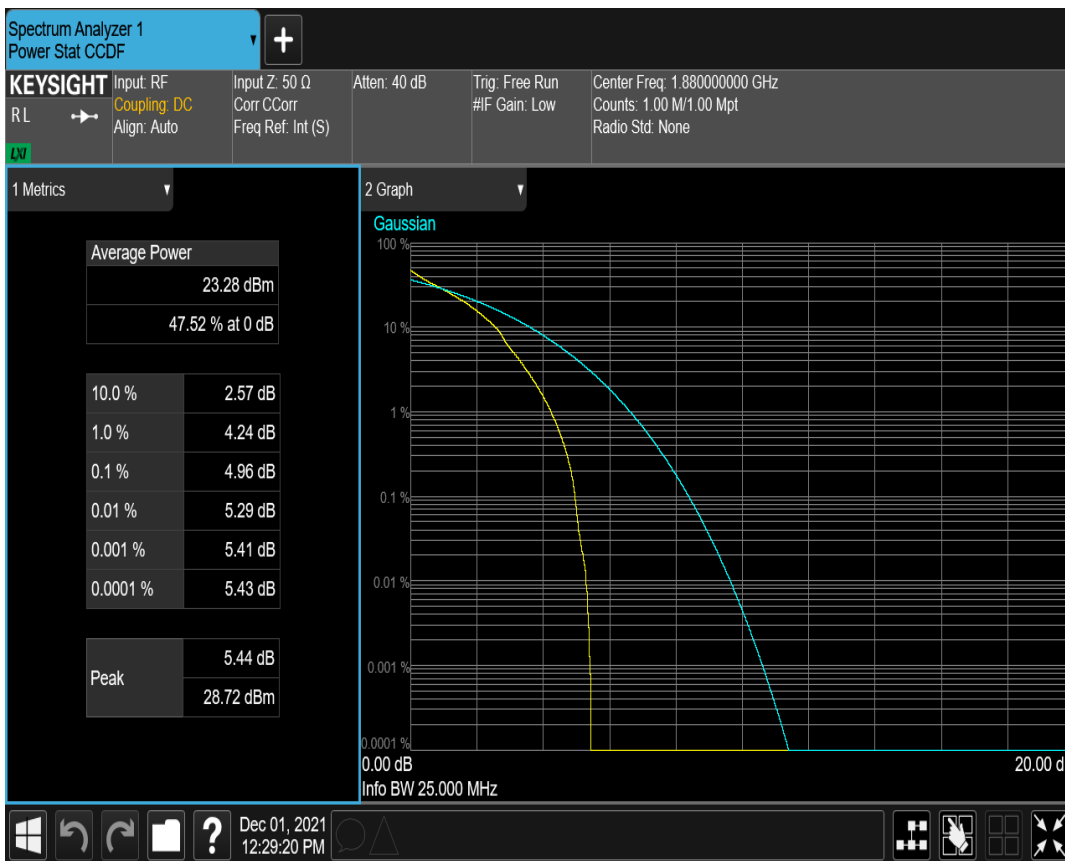 Spectrum Analyzer 1
Power Stat CCDF
KEYSIGHT
R L
LXI
Input: RF
Coupling: DC
Align: Auto
Input Z: 50 Ω
Corr CCorr
Freq Ref: Int (S)
Atten: 40 dB
Trig: Free Run
#IF Gain: Low
Center Freq: 1.880000000 GHz
Counts: 1.00 M/1.00 Mpt
Radio Std: None
1 Metrics
Average Power
23.28 dBm
47.52 % at 0 dB
10.0 % 2.57 dB
1.0 % 4.24 dB
0.1 % 4.96 dB
0.01 % 5.29 dB
0.001 % 5.41 dB
0.0001 % 5.43 dB
Peak
5.44 dB
28.72 dBm
2 Graph
Gaussian
100 %
10 %
1 %
0.1 %
0.01 %
0.001 %
0.0001 %
0.00 dB 20.00 d
Info BW 25.000 MHz
?
Dec 01, 2021
12:29:20 PM